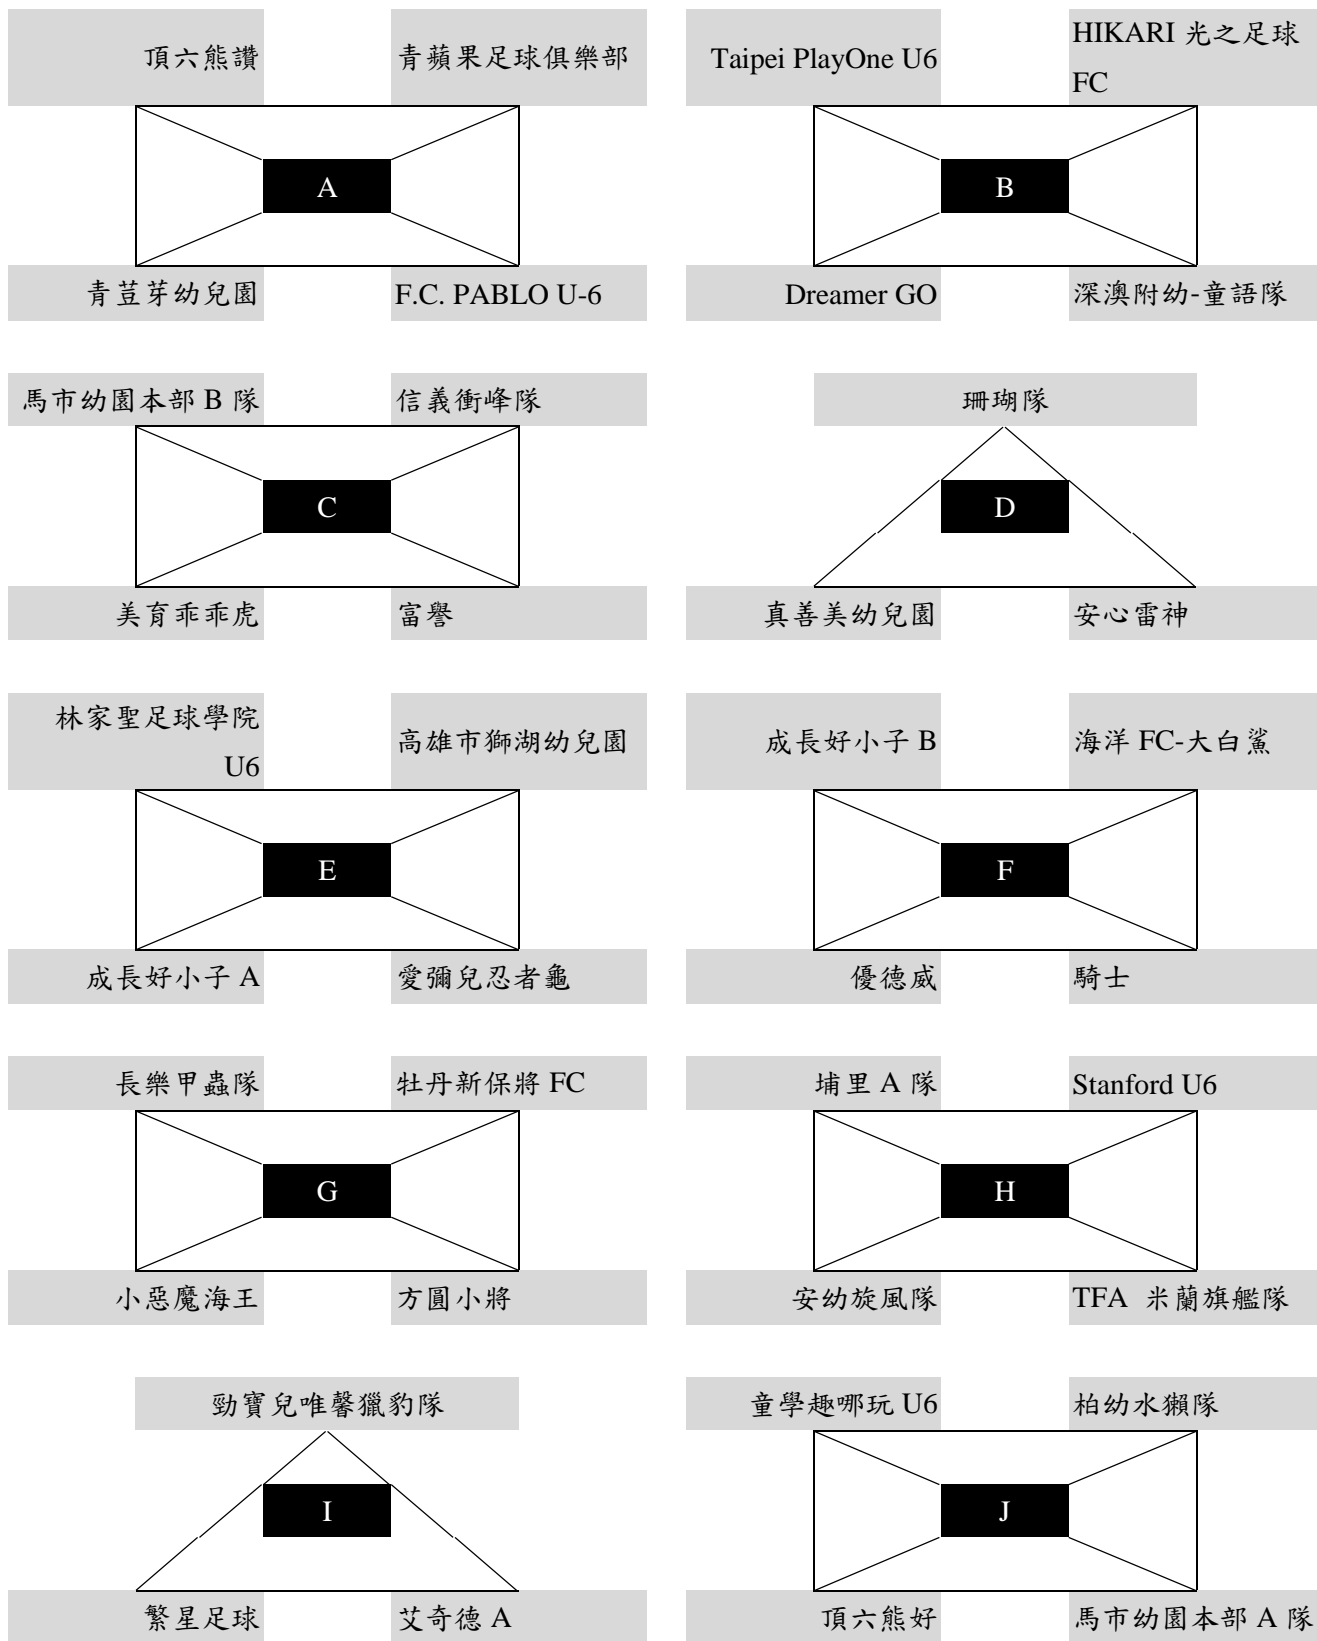 頂六熊讚
青蘋果足球俱樂部
A
青荳芽幼兒園
F.C. PABLO U-6
Taipei PlayOne U6
HIKARI 光之足球
FC
B
Dreamer GO
深澳附幼-童語隊
馬市幼園本部 B 隊
信義衝峰隊
C
美育乖乖虎
富譽
珊瑚隊
D
真善美幼兒園
安心雷神
林家聖足球學院
U6
高雄市獅湖幼兒園
E
成長好小子 A
愛彌兒忍者龜
成長好小子 B
海洋 FC-大白鯊
F
優德威
騎士
長樂甲蟲隊
牡丹新保將 FC
G
小惡魔海王
方圓小將
埔里 A 隊
Stanford U6
H
安幼旋風隊
TFA 米蘭旗艦隊
勁寶兒唯馨獵豹隊
I
繁星足球
艾奇德 A
童學趣哪玩 U6
柏幼水獺隊
J
頂六熊好
馬市幼園本部 A 隊